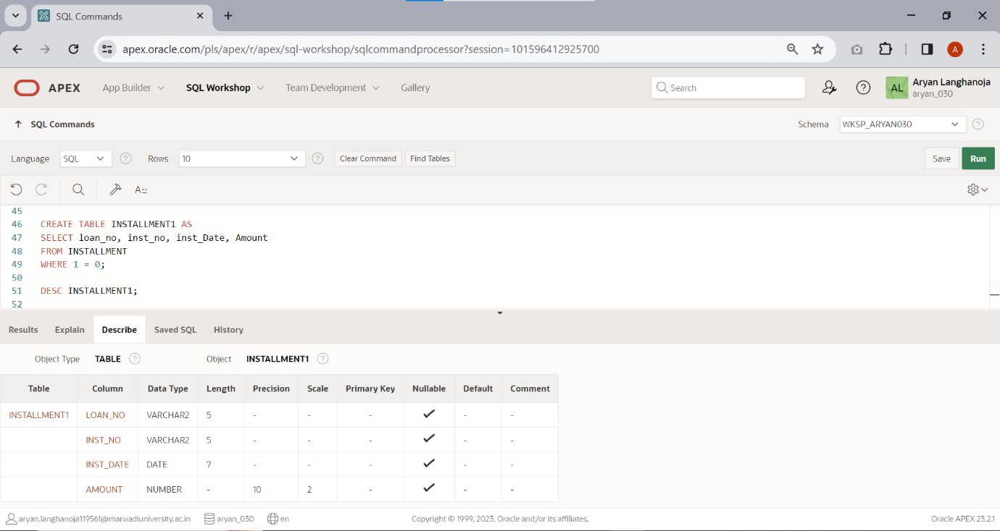 SQL Commands
apex.oracle.com/pls/apex/r/apex/sql-workshop/sqlcommandprocessor?session=101596412925700
A
APEX App Builder SQL Workshop Team Development Gallery Search AL Aryan Langhanoja
aryan_030
SQL Commands Schema WKSP_ARYAN030
Language SQL Rows 10 Clear Command Find Tables Save Run
A::
45
46 CREATE TABLE INSTALLMENT1 AS
47 SELECT loan_no, inst_no, inst_Date, Amount
48 FROM INSTALLMENT
49 WHERE 1 = 0;
50
51 DESC INSTALLMENT1;
52
Results Explain Describe Saved SQL History
Object Type TABLE Object INSTALLMENT1
Table Column Data Type Length Precision Scale Primary Key Nullable Default Comment
INSTALLMENT1 LOAN_NO VARCHAR2 5 - - - - -
INST_NO VARCHAR2 5 - - - - -
INST_DATE DATE 7 - - - - -
AMOUNT NUMBER - 10 2 - - -
aryan.langhanoja119561@marwadiuniversity.ac.in aryan_030 en Copyright © 1999, 2023, Oracle and/or its affiliates. Oracle APEX 23.2.1